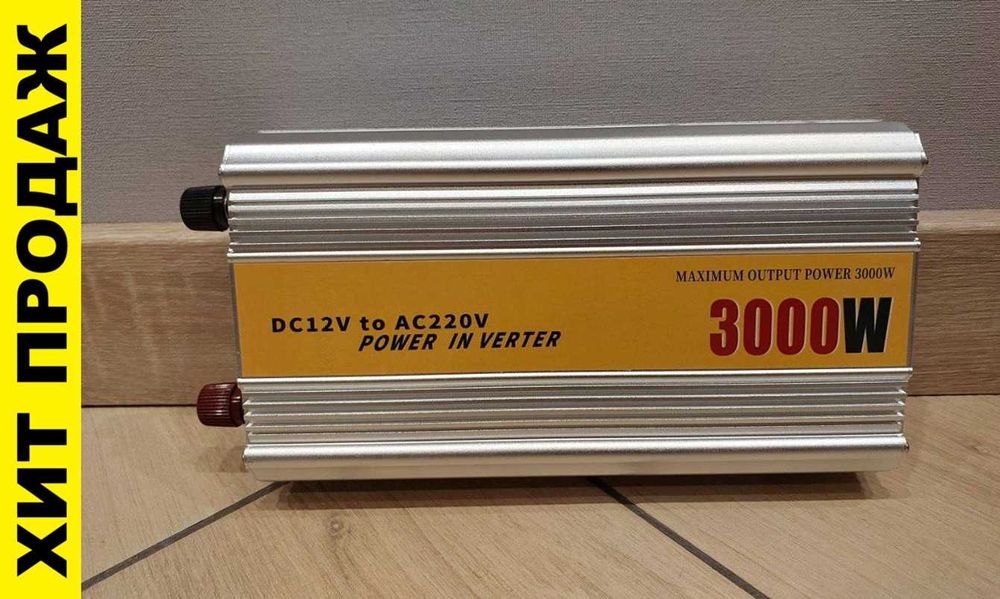 ХИТ ПРОДАЖ
MAXIMUM OUTPUT POWER 3000W
3000W
DC12V to AC220V
POWER IN VERTER